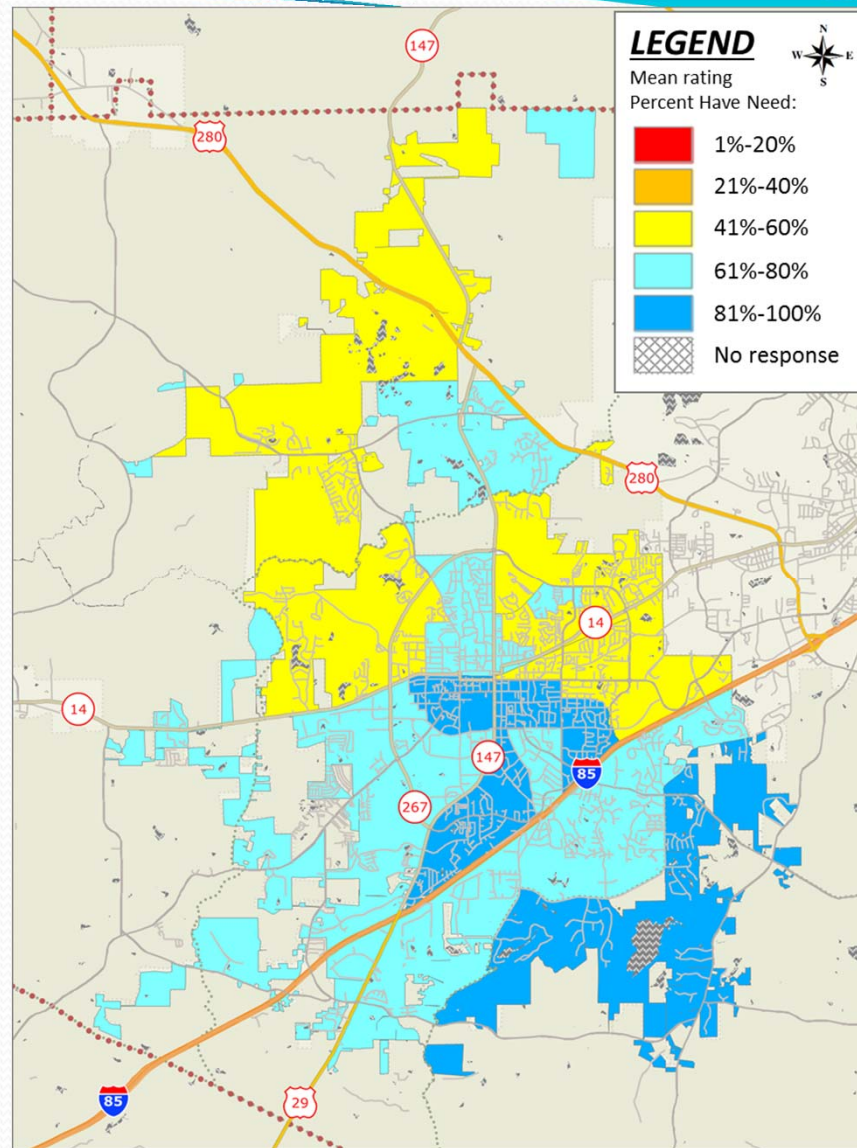 LEGEND
N
W E
S
Mean rating
Percent Have Need:
1%-20%
21%-40%
41%-60%
61%-80%
81%-100%
No response
147
280
280
14
14
147
85
267
85
29